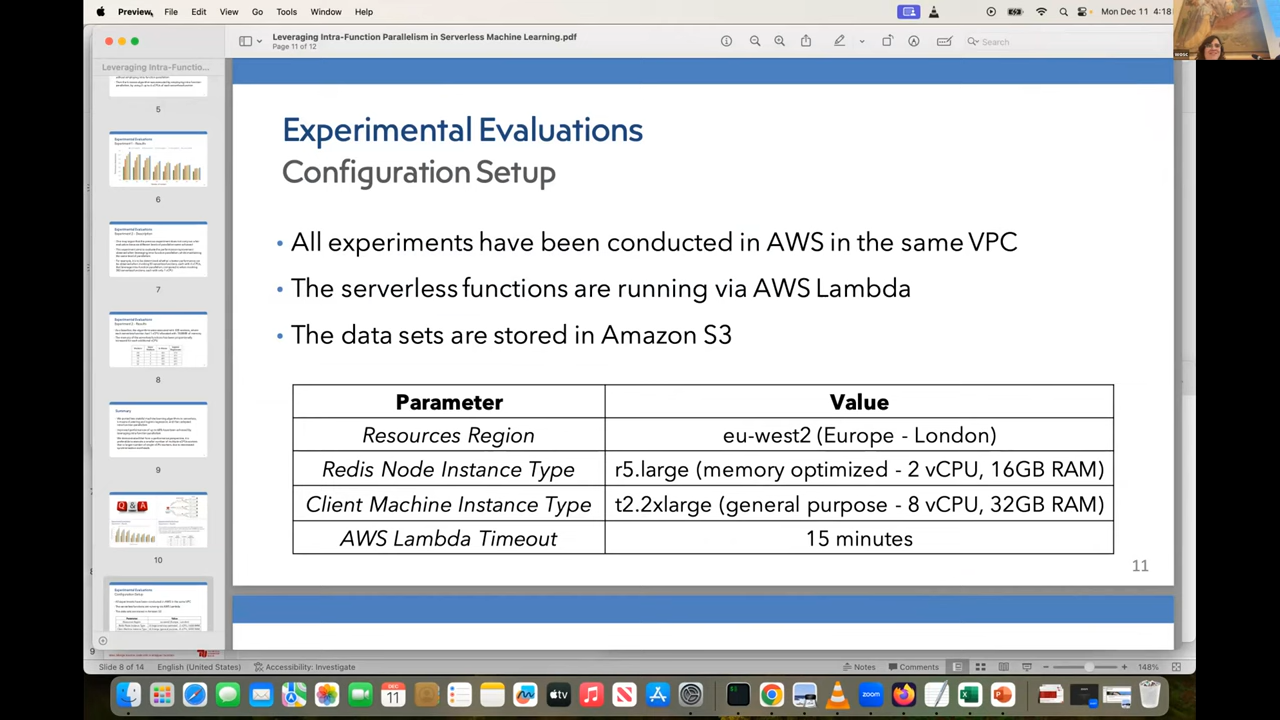 Preview File Edit View Go Tools Window Help
Mon Dec 11 4:18
Leveraging Intra-Function Parallelism in Serverless Machine Learning.pdf
Page 11 of 12
Search
Leveraging Intra-Functio...
5
6
7
8
Summary
9
Q & A
10
Experimental Evaluations
Configuration Setup
• All experiments have been conducted in AWS in the same VPC
• The serverless functions are running via AWS Lambda
• The data sets are stored in Amazon S3
Parameter Value
Resources Region eu-west2 (Europe - London)
Redis Node Instance Type r5.large (memory optimized - 2 vCPU, 16GB RAM)
Client Machine Instance Type t2.2xlarge (general purpose - 8 vCPU, 32GB RAM)
AWS Lambda Timeout 15 minutes
11
9
Slide 8 of 14 English (United States) Accessibility: Investigate
Notes Comments 148%
DEC
11
tv
zoom